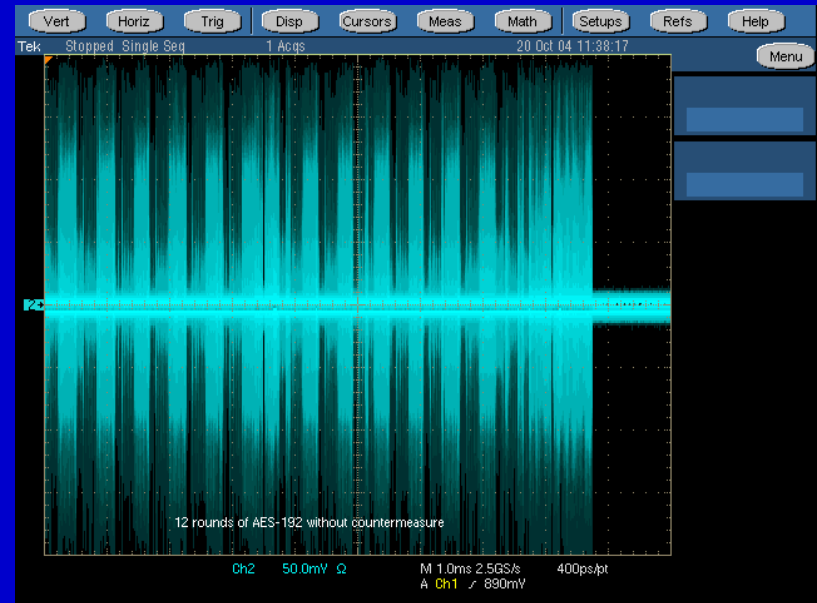 Vert Horiz Trig Disp Cursors Meas Math Setups Refs Help
Tek Stopped Single Seq 1 Acqs 20 Oct 04 11:38:17
Menu
2
12 rounds of AES-192 without countermeasure
Ch2 50.0mV Ω M 1.0ms 2.5GS/s 400ps/pt
A Ch1 ⁄ 890mV